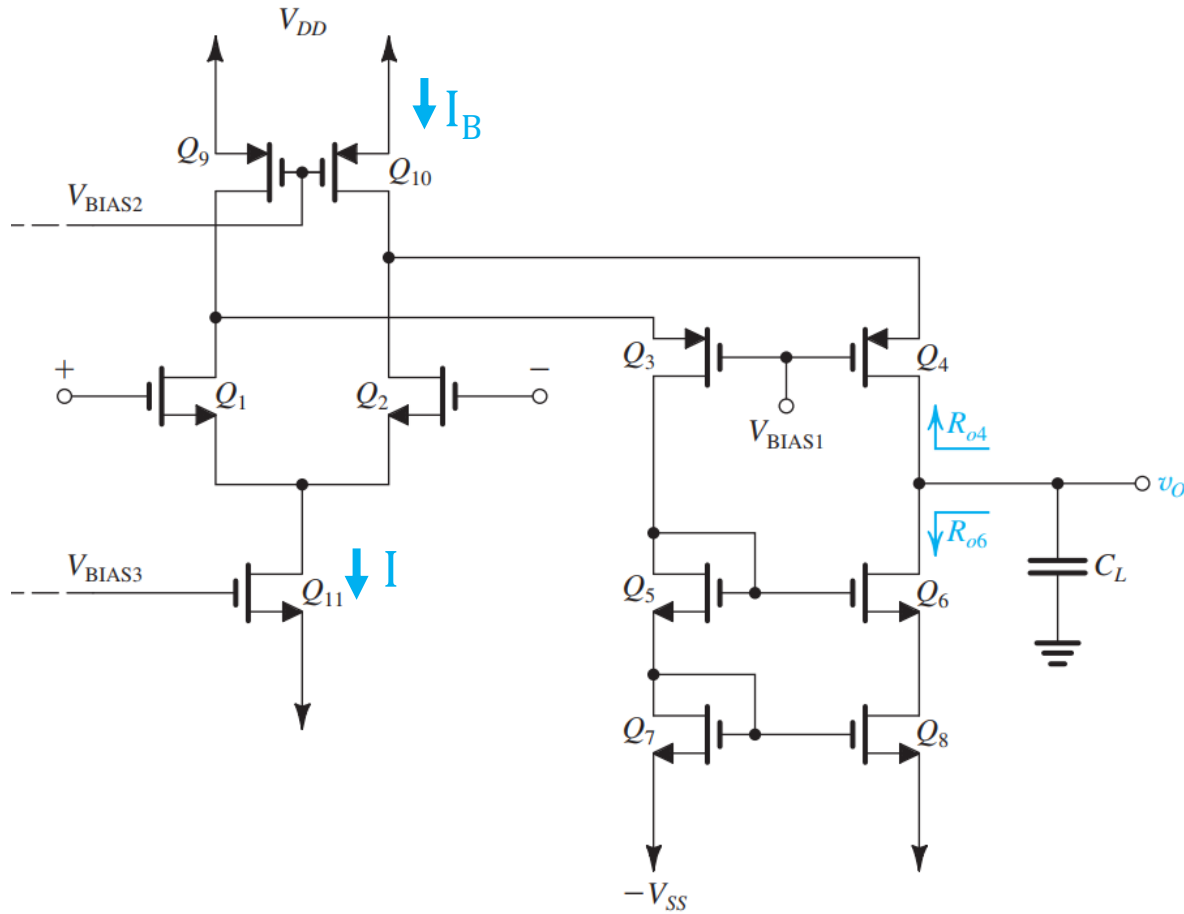 V_DD
I_B
Q_9
Q_10
V_BIAS2
Q_3
Q_4
+
Q_1
Q_2
−
V_BIAS1
R_o4
v_O
R_o6
V_BIAS3
I
Q_11
Q_5
Q_6
C_L
Q_7
Q_8
−V_SS